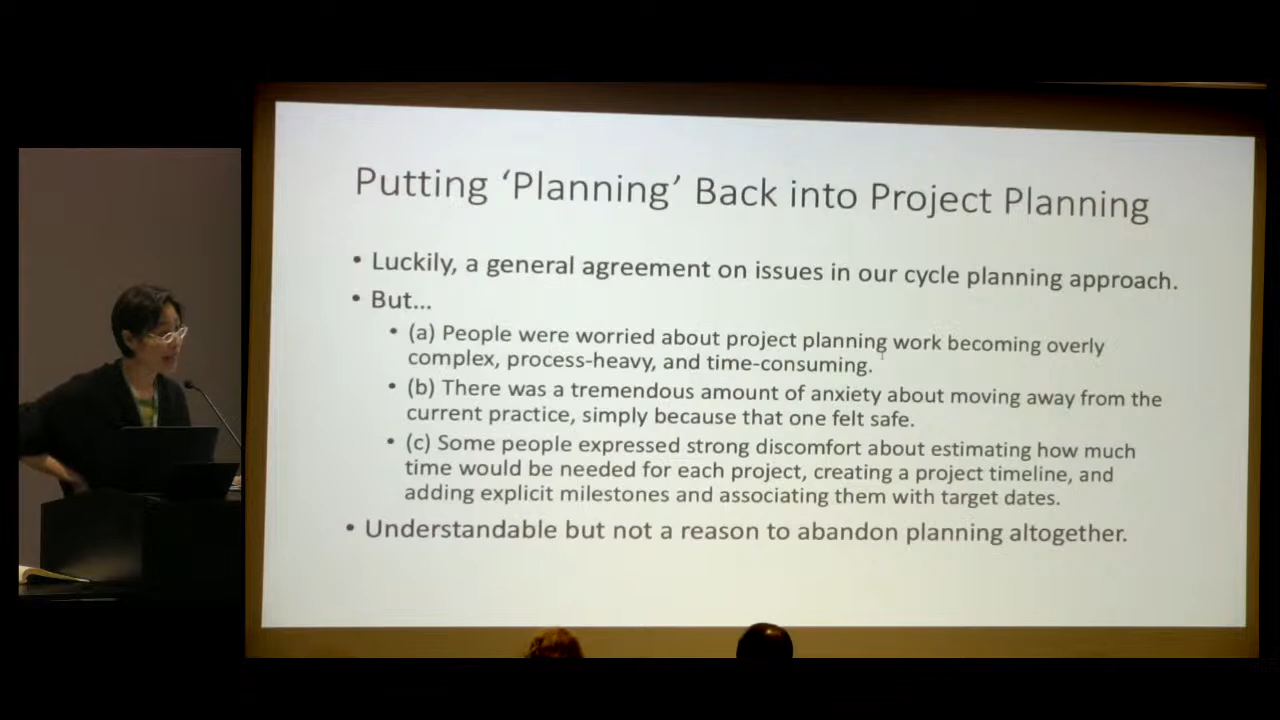 Putting ‘Planning’ Back into Project Planning
• Luckily, a general agreement on issues in our cycle planning approach.
• But...
• (a) People were worried about project planning work becoming overly
complex, process-heavy, and time-consuming.
• (b) There was a tremendous amount of anxiety about moving away from the
current practice, simply because that one felt safe.
• (c) Some people expressed strong discomfort about estimating how much
time would be needed for each project, creating a project timeline, and
adding explicit milestones and associating them with target dates.
• Understandable but not a reason to abandon planning altogether.